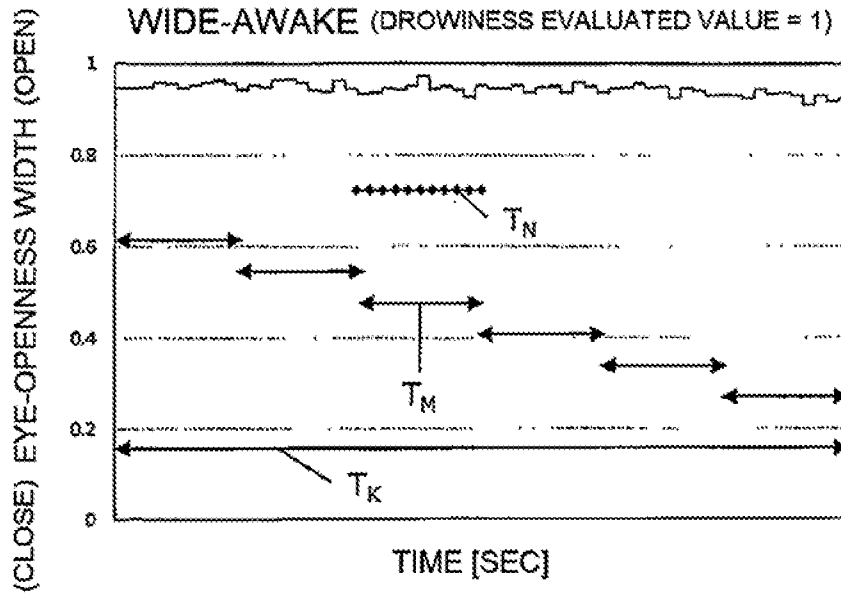 WIDE-AWAKE (DROWINESS EVALUATED VALUE = 1)
(CLOSE) EYE-OPENNESS WIDTH (OPEN)
1
0.8
T_N
0.6
0.4
T_M
0.2
T_K
0
TIME [SEC]